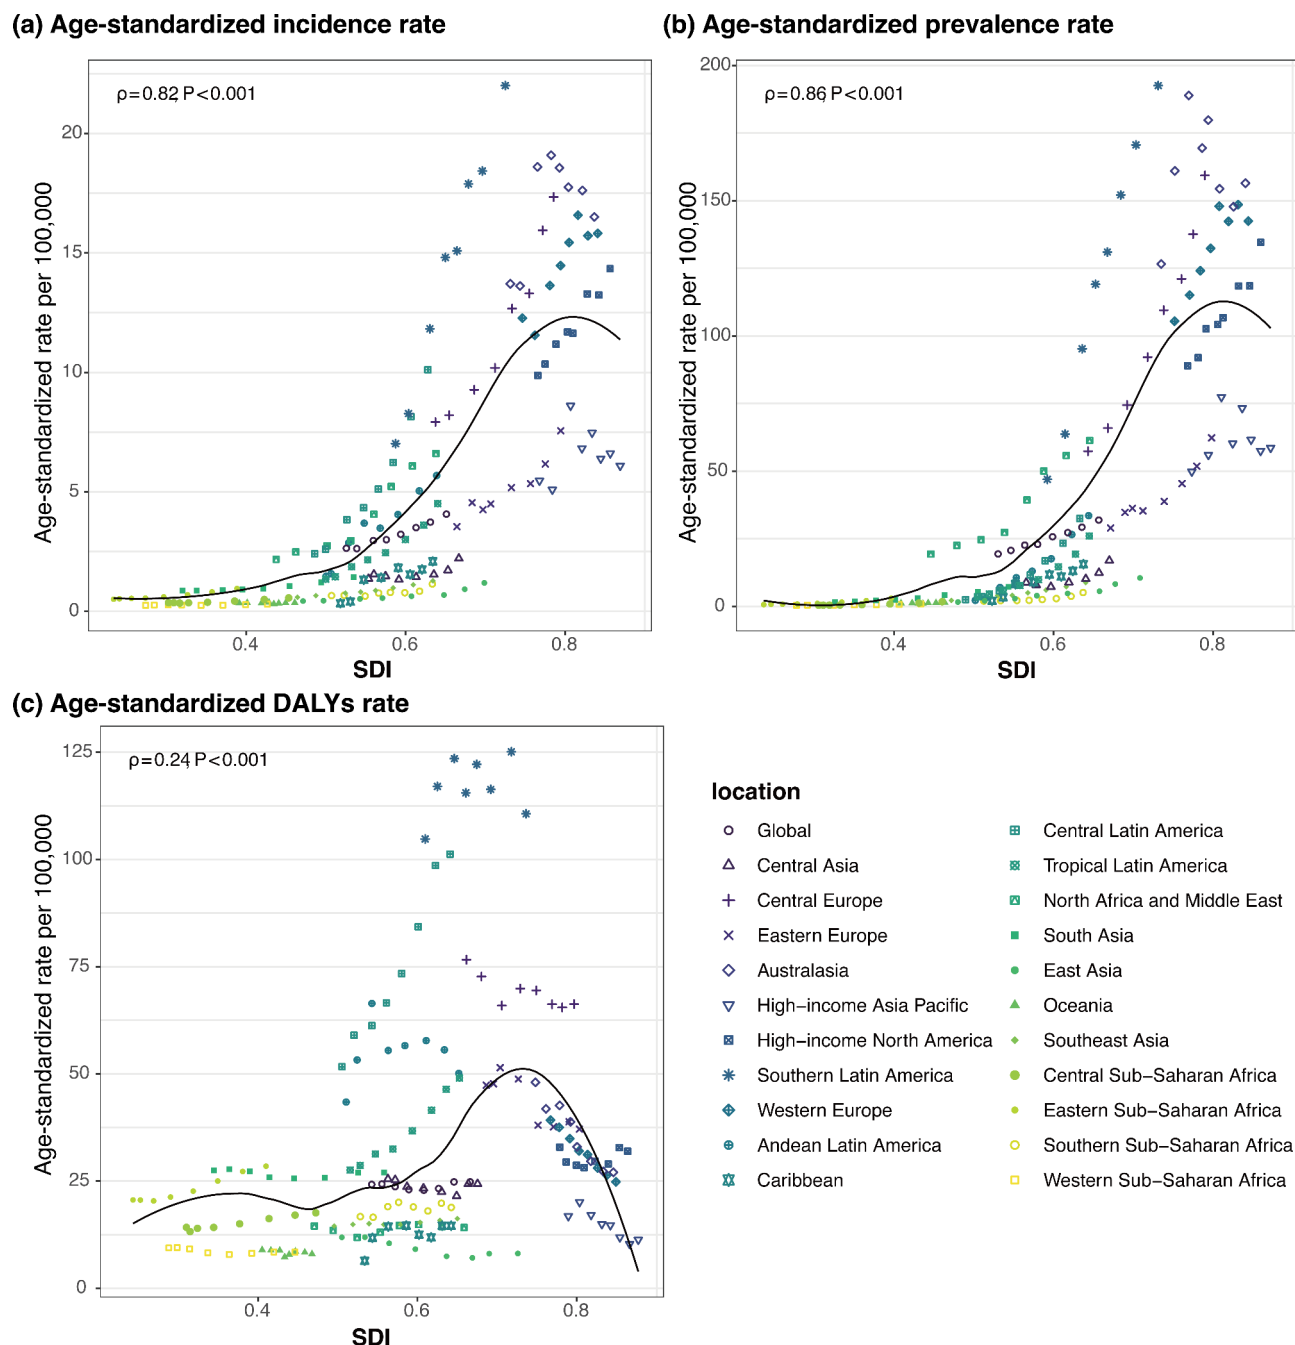 (a) Age-standardized incidence rate
ρ=0.82, P<0.001
Age-standardized rate per 100,000
20
15
10
5
0
0.4 0.6 0.8
SDI
(b) Age-standardized prevalence rate
ρ=0.86, P<0.001
Age-standardized rate per 100,000
200
150
100
50
0
0.4 0.6 0.8
SDI
(c) Age-standardized DALYs rate
ρ=0.24, P<0.001
Age-standardized rate per 100,000
125
100
75
50
25
0
0.4 0.6 0.8
SDI
location
Global
Central Asia
Central Europe
Eastern Europe
Australasia
High-income Asia Pacific
High-income North America
Southern Latin America
Western Europe
Andean Latin America
Caribbean
Central Latin America
Tropical Latin America
North Africa and Middle East
South Asia
East Asia
Oceania
Southeast Asia
Central Sub-Saharan Africa
Eastern Sub-Saharan Africa
Southern Sub-Saharan Africa
Western Sub-Saharan Africa